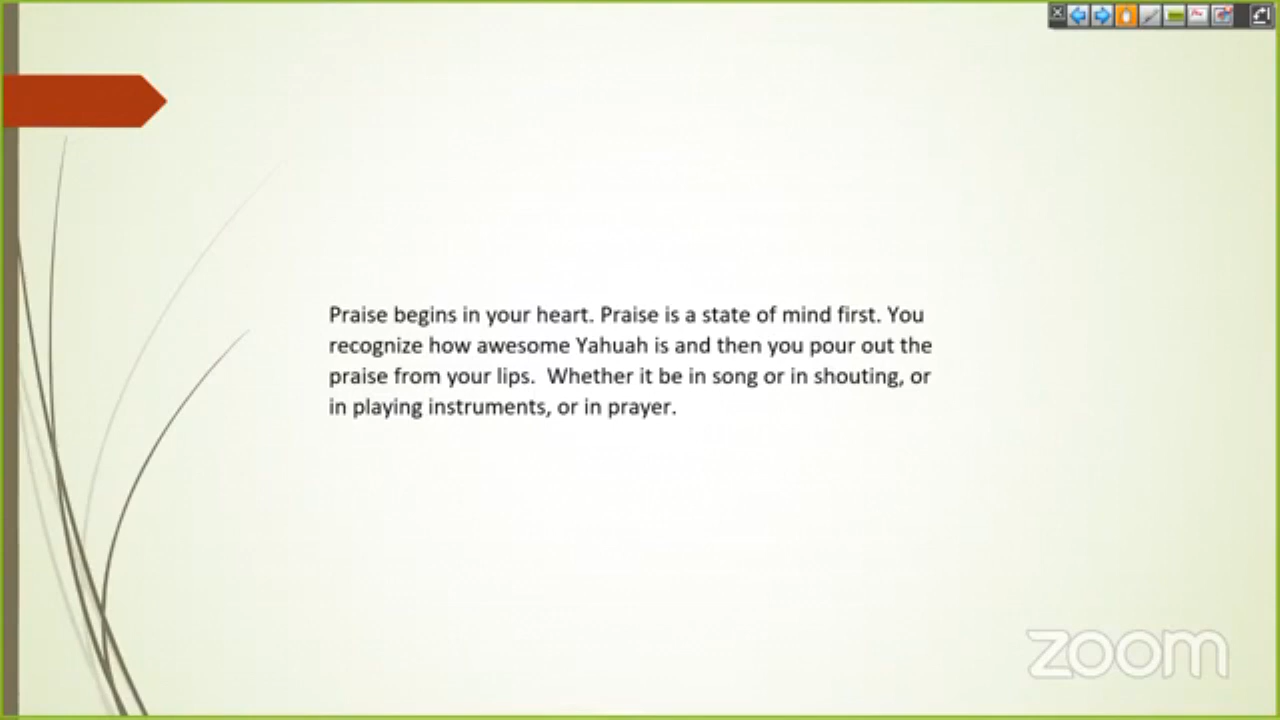 Praise begins in your heart. Praise is a state of mind first. You
recognize how awesome Yahuah is and then you pour out the
praise from your lips.  Whether it be in song or in shouting, or
in playing instruments, or in prayer.
zoom